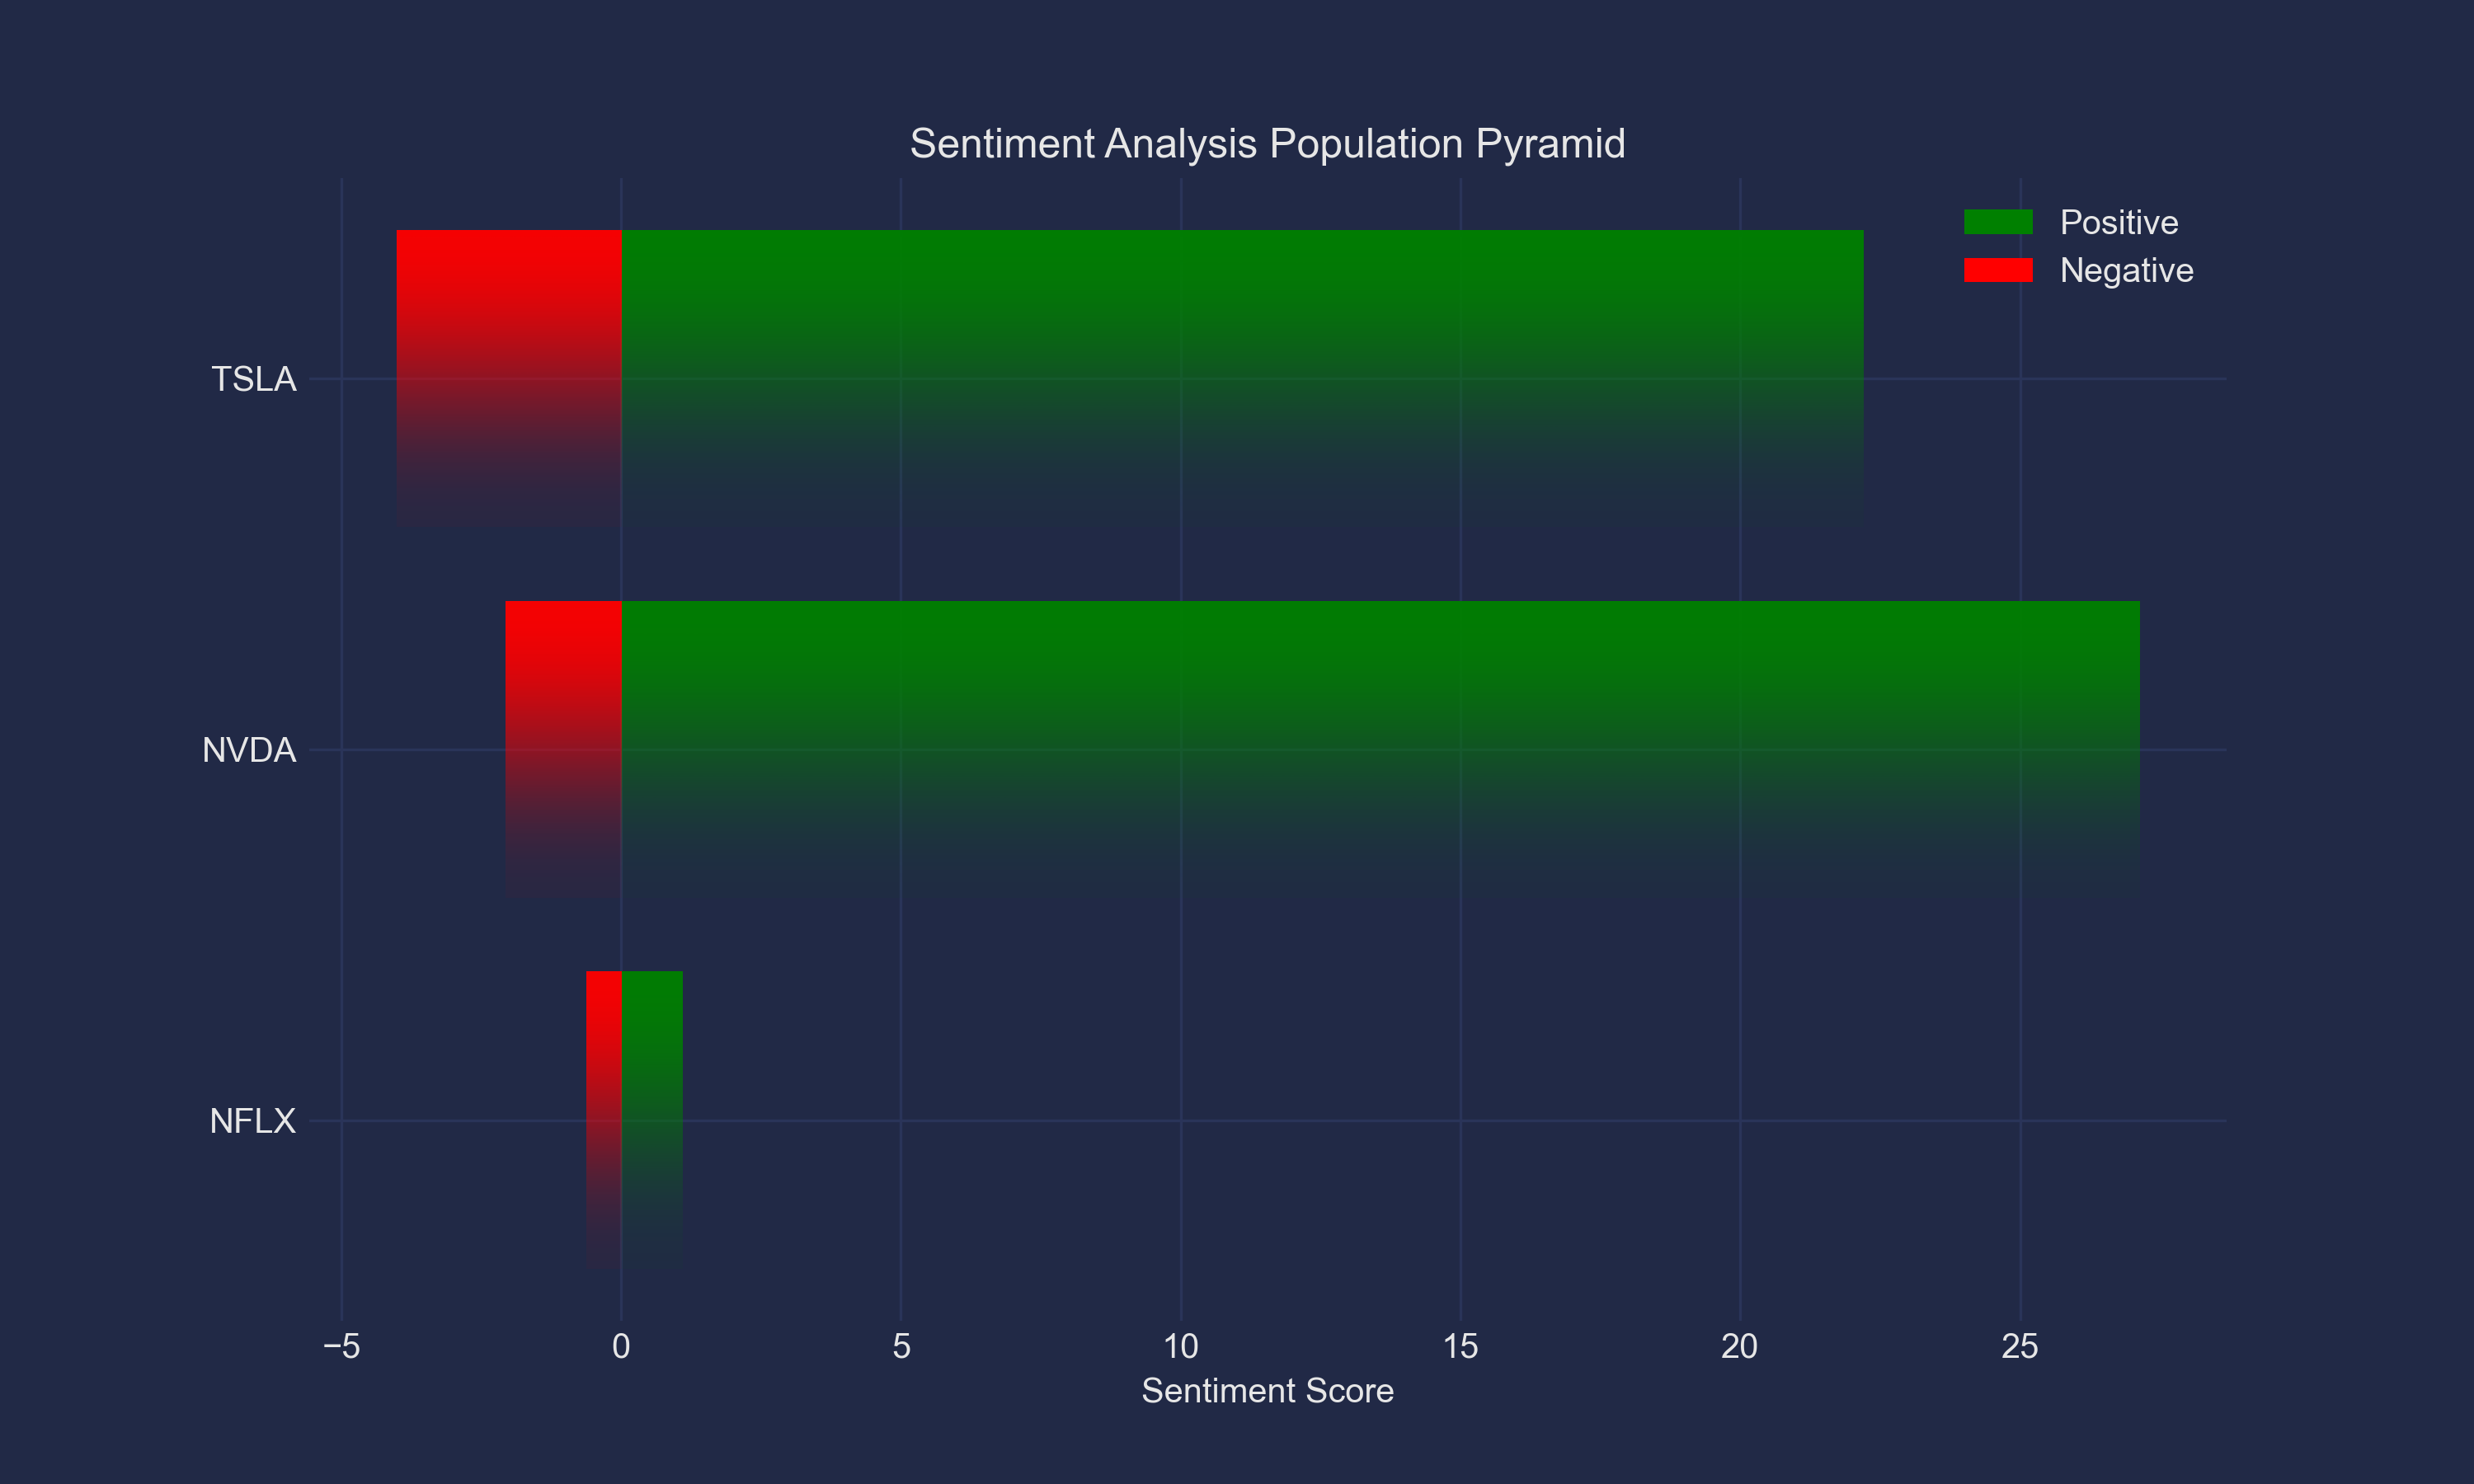 Sentiment Analysis Population Pyramid
Positive
Negative
TSLA
NVDA
NFLX
−5 0 5 10 15 20 25
Sentiment Score